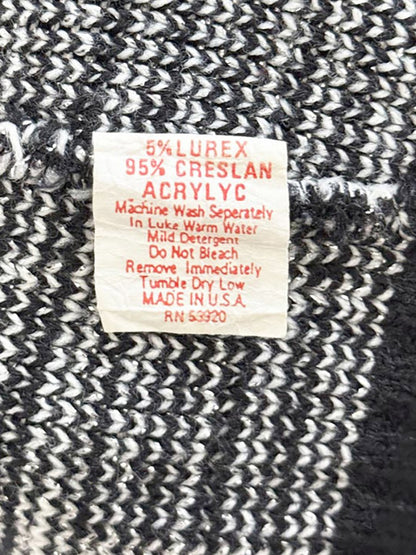 5% LUREX
95% CRESLAN
ACRYLYC
Machine Wash Seperately
In Luke Warm Water
Mild Detergent
Do Not Bleach
Remove Immediately
Tumble Dry Low
MADE IN U.S.A.
RN 53920